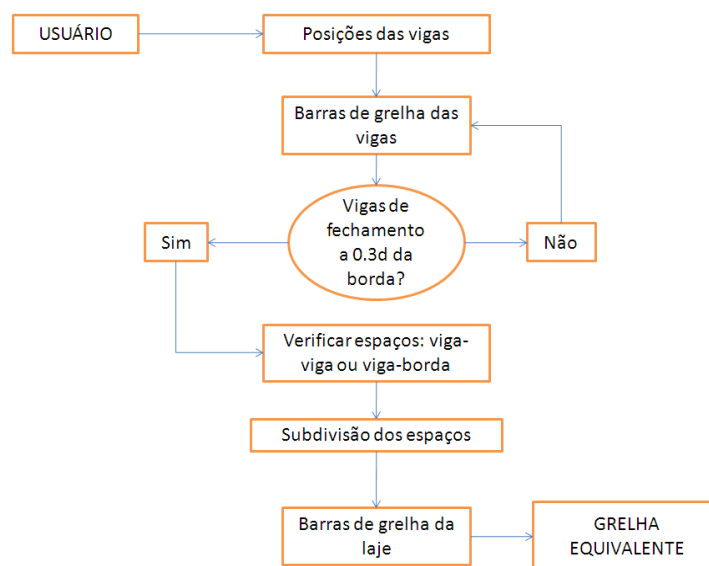 USUÁRIO
Posições das vigas
Barras de grelha das
vigas
Vigas de
fechamento
a 0.3d da
borda?
Sim
Não
Verificar espaços: viga-
viga ou viga-borda
Subdivisão dos espaços
Barras de grelha da
laje
GRELHA
EQUIVALENTE